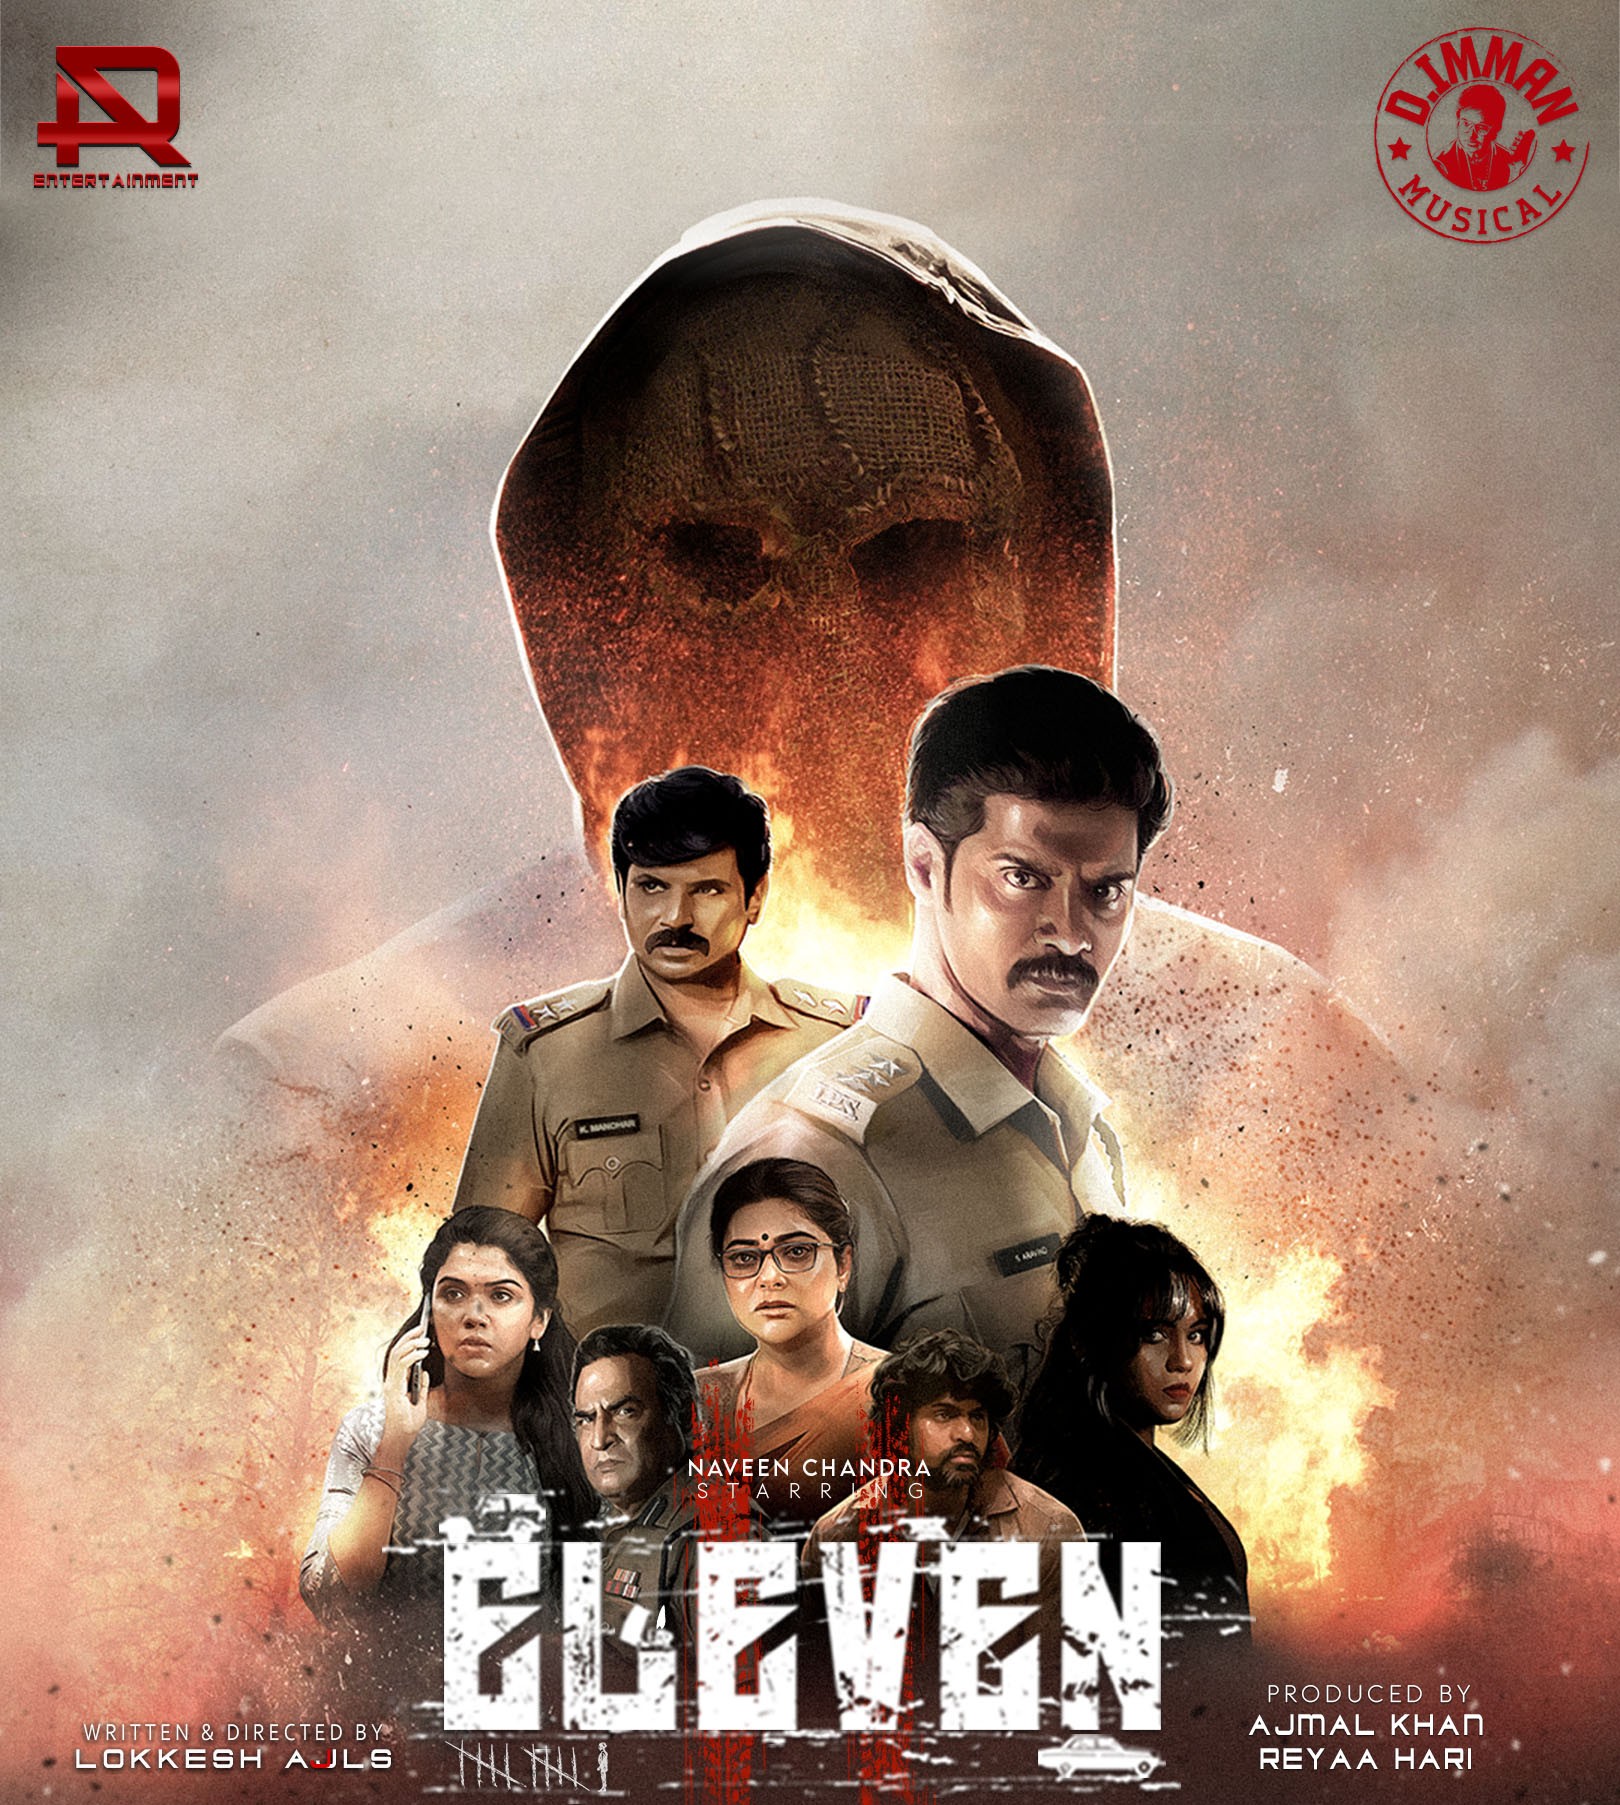 AR
ENTERTAINMENT
D.IMMAN
MUSICAL
K. MANOHAR
S ARAVIND
NAVEEN CHANDRA
STARRING
ELEVEN
WRITTEN & DIRECTED BY
LOKKESH AJLS
PRODUCED BY
AJMAL KHAN
REYAA HARI